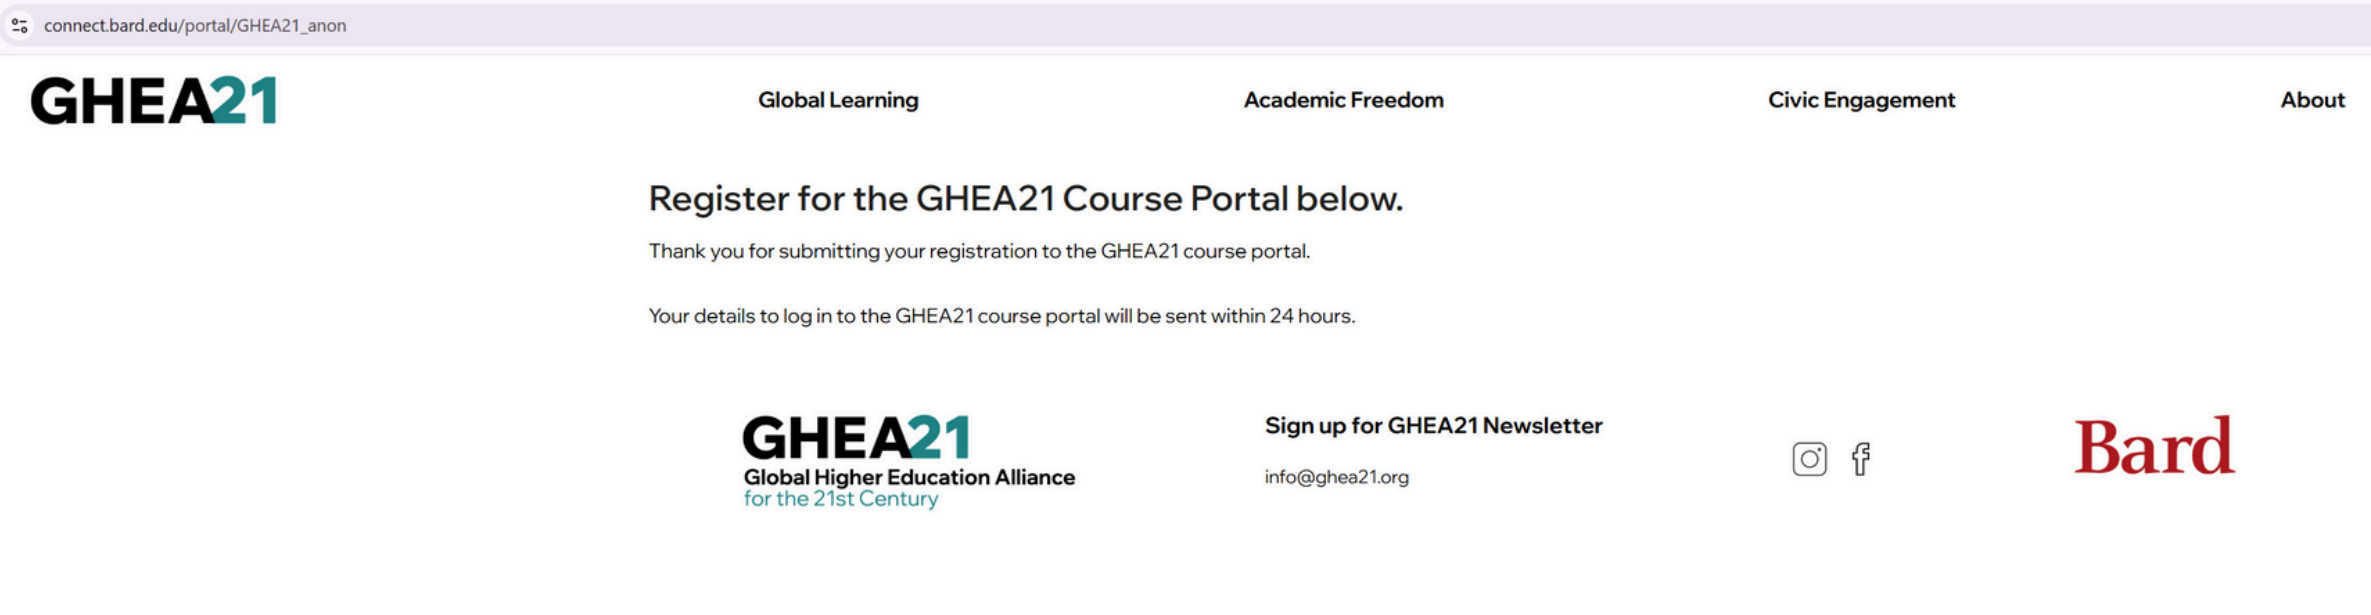 connect.bard.edu/portal/GHEA21_anon
GHEA21
Global Learning
Academic Freedom
Civic Engagement
About
Register for the GHEA21 Course Portal below.
Thank you for submitting your registration to the GHEA21 course portal.
Your details to log in to the GHEA21 course portal will be sent within 24 hours.
GHEA21
Global Higher Education Alliance
for the 21st Century
Sign up for GHEA21 Newsletter
info@ghea21.org
Bard